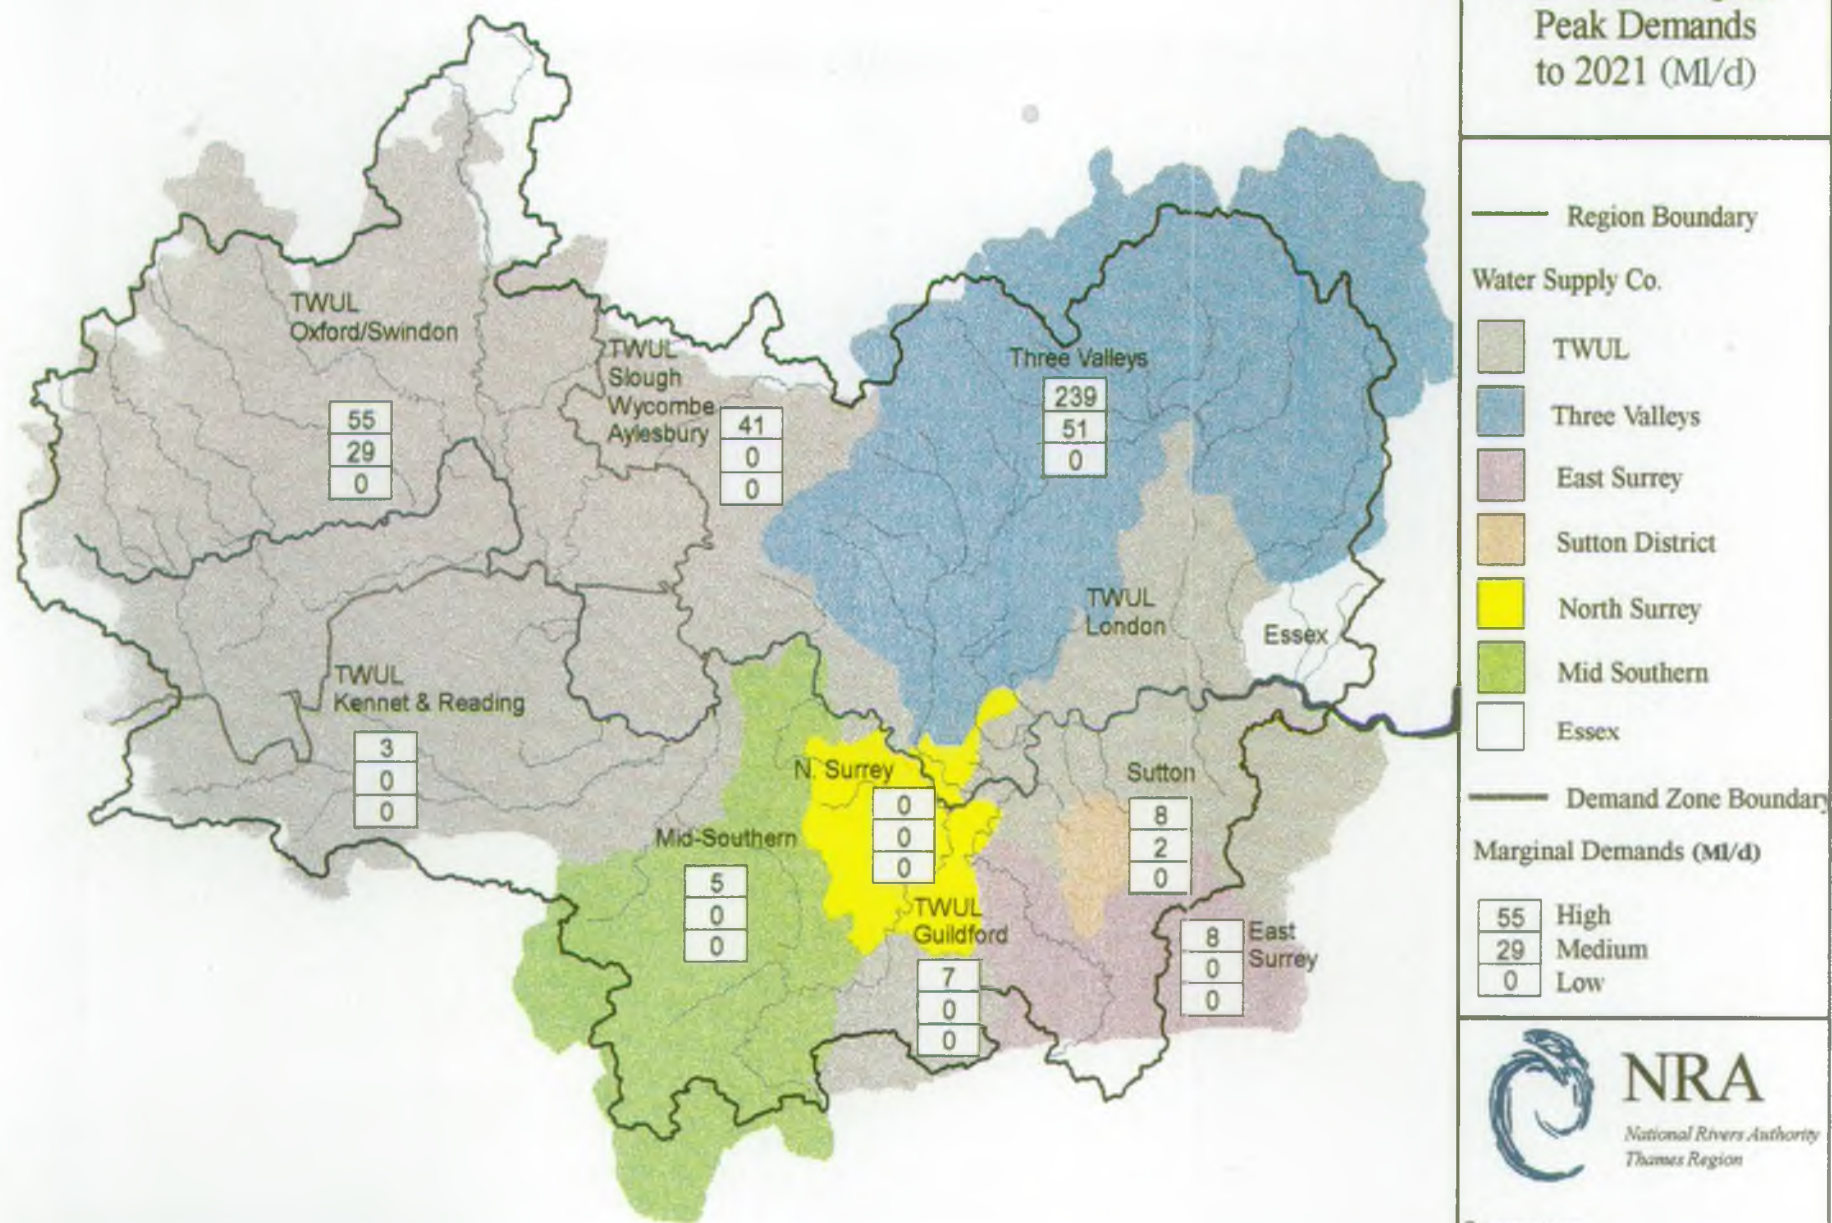 Peak Demands
to 2021 (Ml/d)
Region Boundary
Water Supply Co.
TWUL
Three Valleys
East Surrey
Sutton District
North Surrey
Mid Southern
Essex
Demand Zone Boundary
Marginal Demands (Ml/d)
55 High
29 Medium
0 Low
NRA
National Rivers Authority
Thames Region
TWUL
Oxford/Swindon
55
29
0
TWUL
Slough
Wycombe
Aylesbury
41
0
0
Three Valleys
239
51
0
TWUL
London
Essex
TWUL
Kennet & Reading
3
0
0
N. Surrey
0
0
0
Sutton
8
2
0
Mid-Southern
5
0
0
TWUL
Guildford
7
0
0
East
Surrey
8
0
0